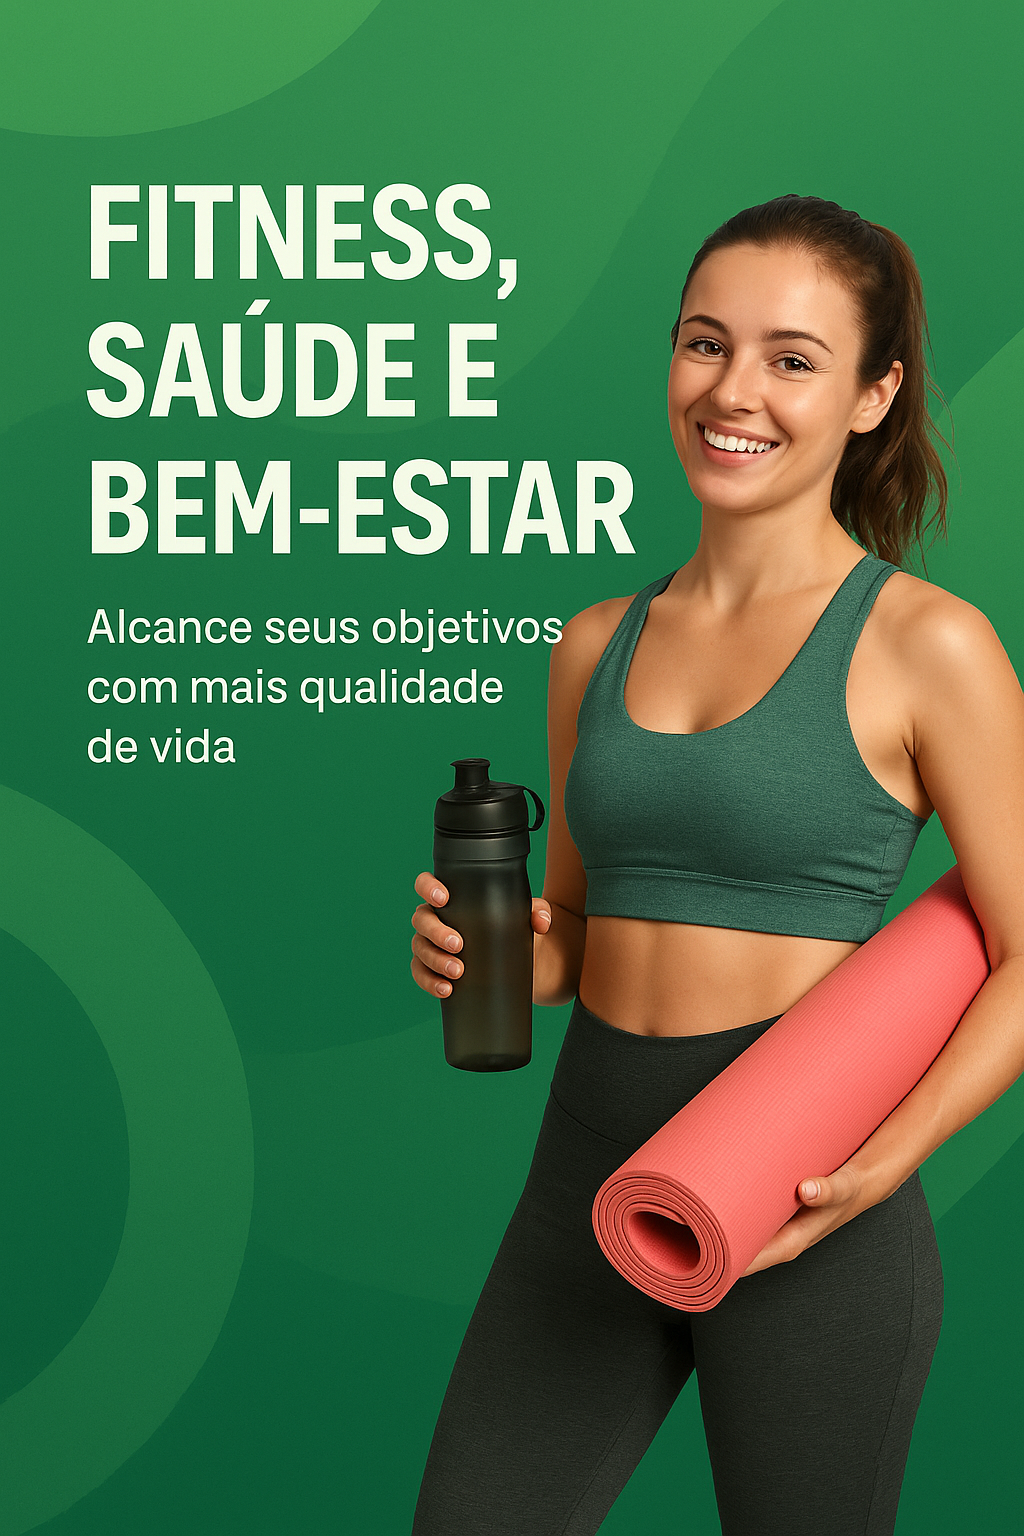 FITNESS,
SAÚDE E
BEM-ESTAR
Alcance seus objetivos
com mais qualidade
de vida